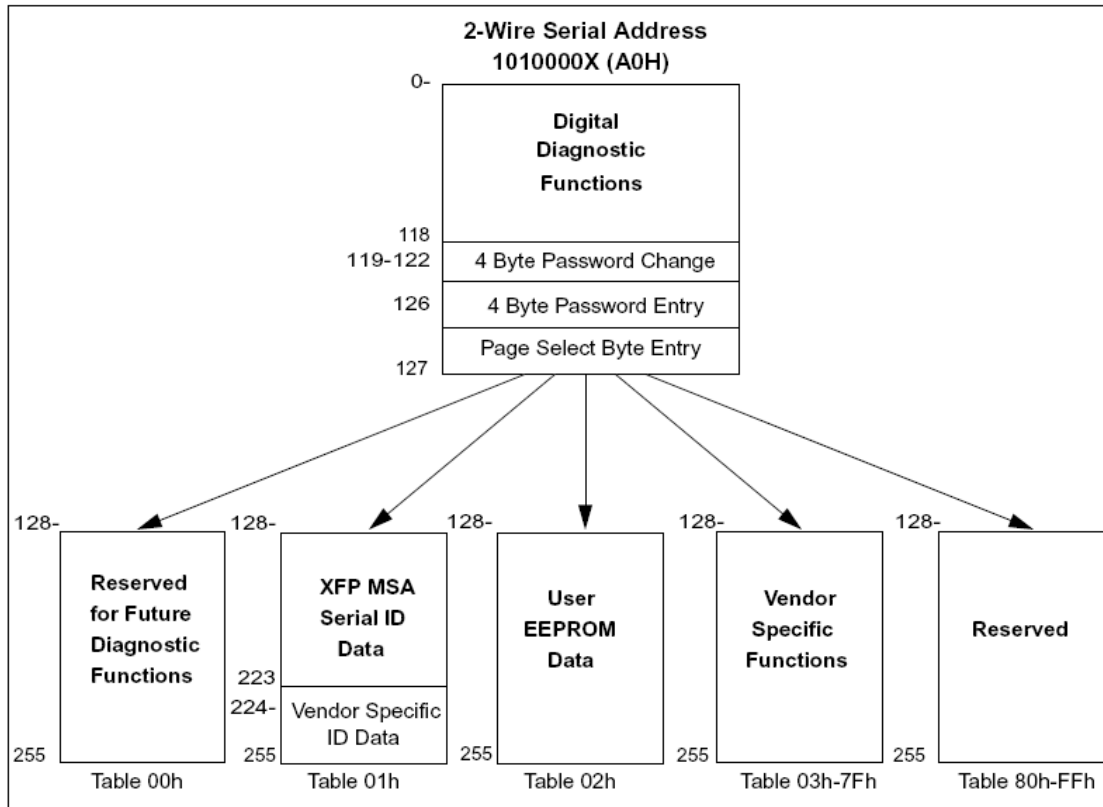 2-Wire Serial Address
1010000X (A0H)
0-
Digital
Diagnostic
Functions
118
119-122
4 Byte Password Change
126
4 Byte Password Entry
Page Select Byte Entry
127
128-
Reserved
for Future
Diagnostic
Functions
255
Table 00h
128-
XFP MSA
Serial ID
Data
223
224-
Vendor Specific
ID Data
255
Table 01h
128-
User
EEPROM
Data
255
Table 02h
128-
Vendor
Specific
Functions
255
Table 03h-7Fh
128-
Reserved
255
Table 80h-FFh